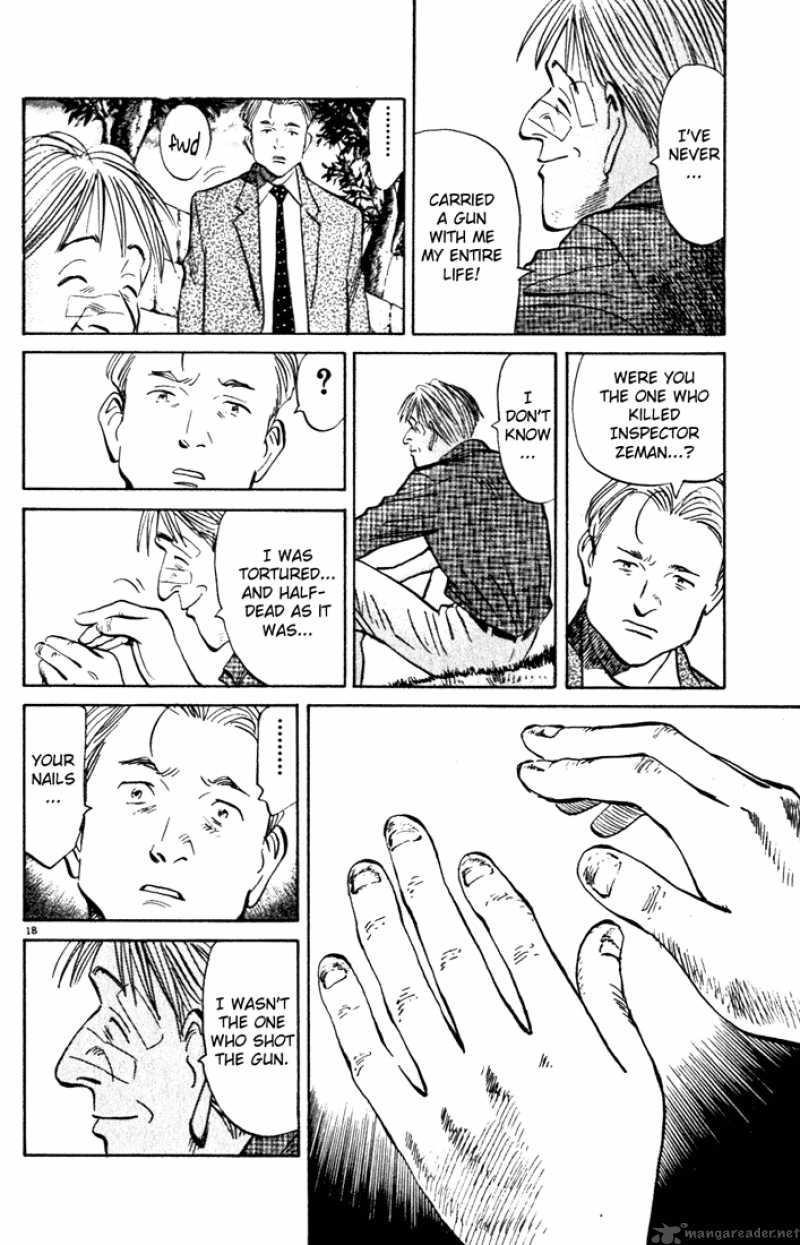 I'VE
NEVER
...
CARRIED
A GUN
WITH ME
MY ENTIRE
LIFE!
.........
fwd
WERE YOU
THE ONE WHO
KILLED
INSPECTOR
ZEMAN...?
I
DON'T
KNOW
...
?
I WAS
TORTURED...
AND HALF-
DEAD AS IT
WAS...
.........
YOUR
NAILS
...
I WASN'T
THE ONE
WHO SHOT
THE GUN.
18
mangareader.net